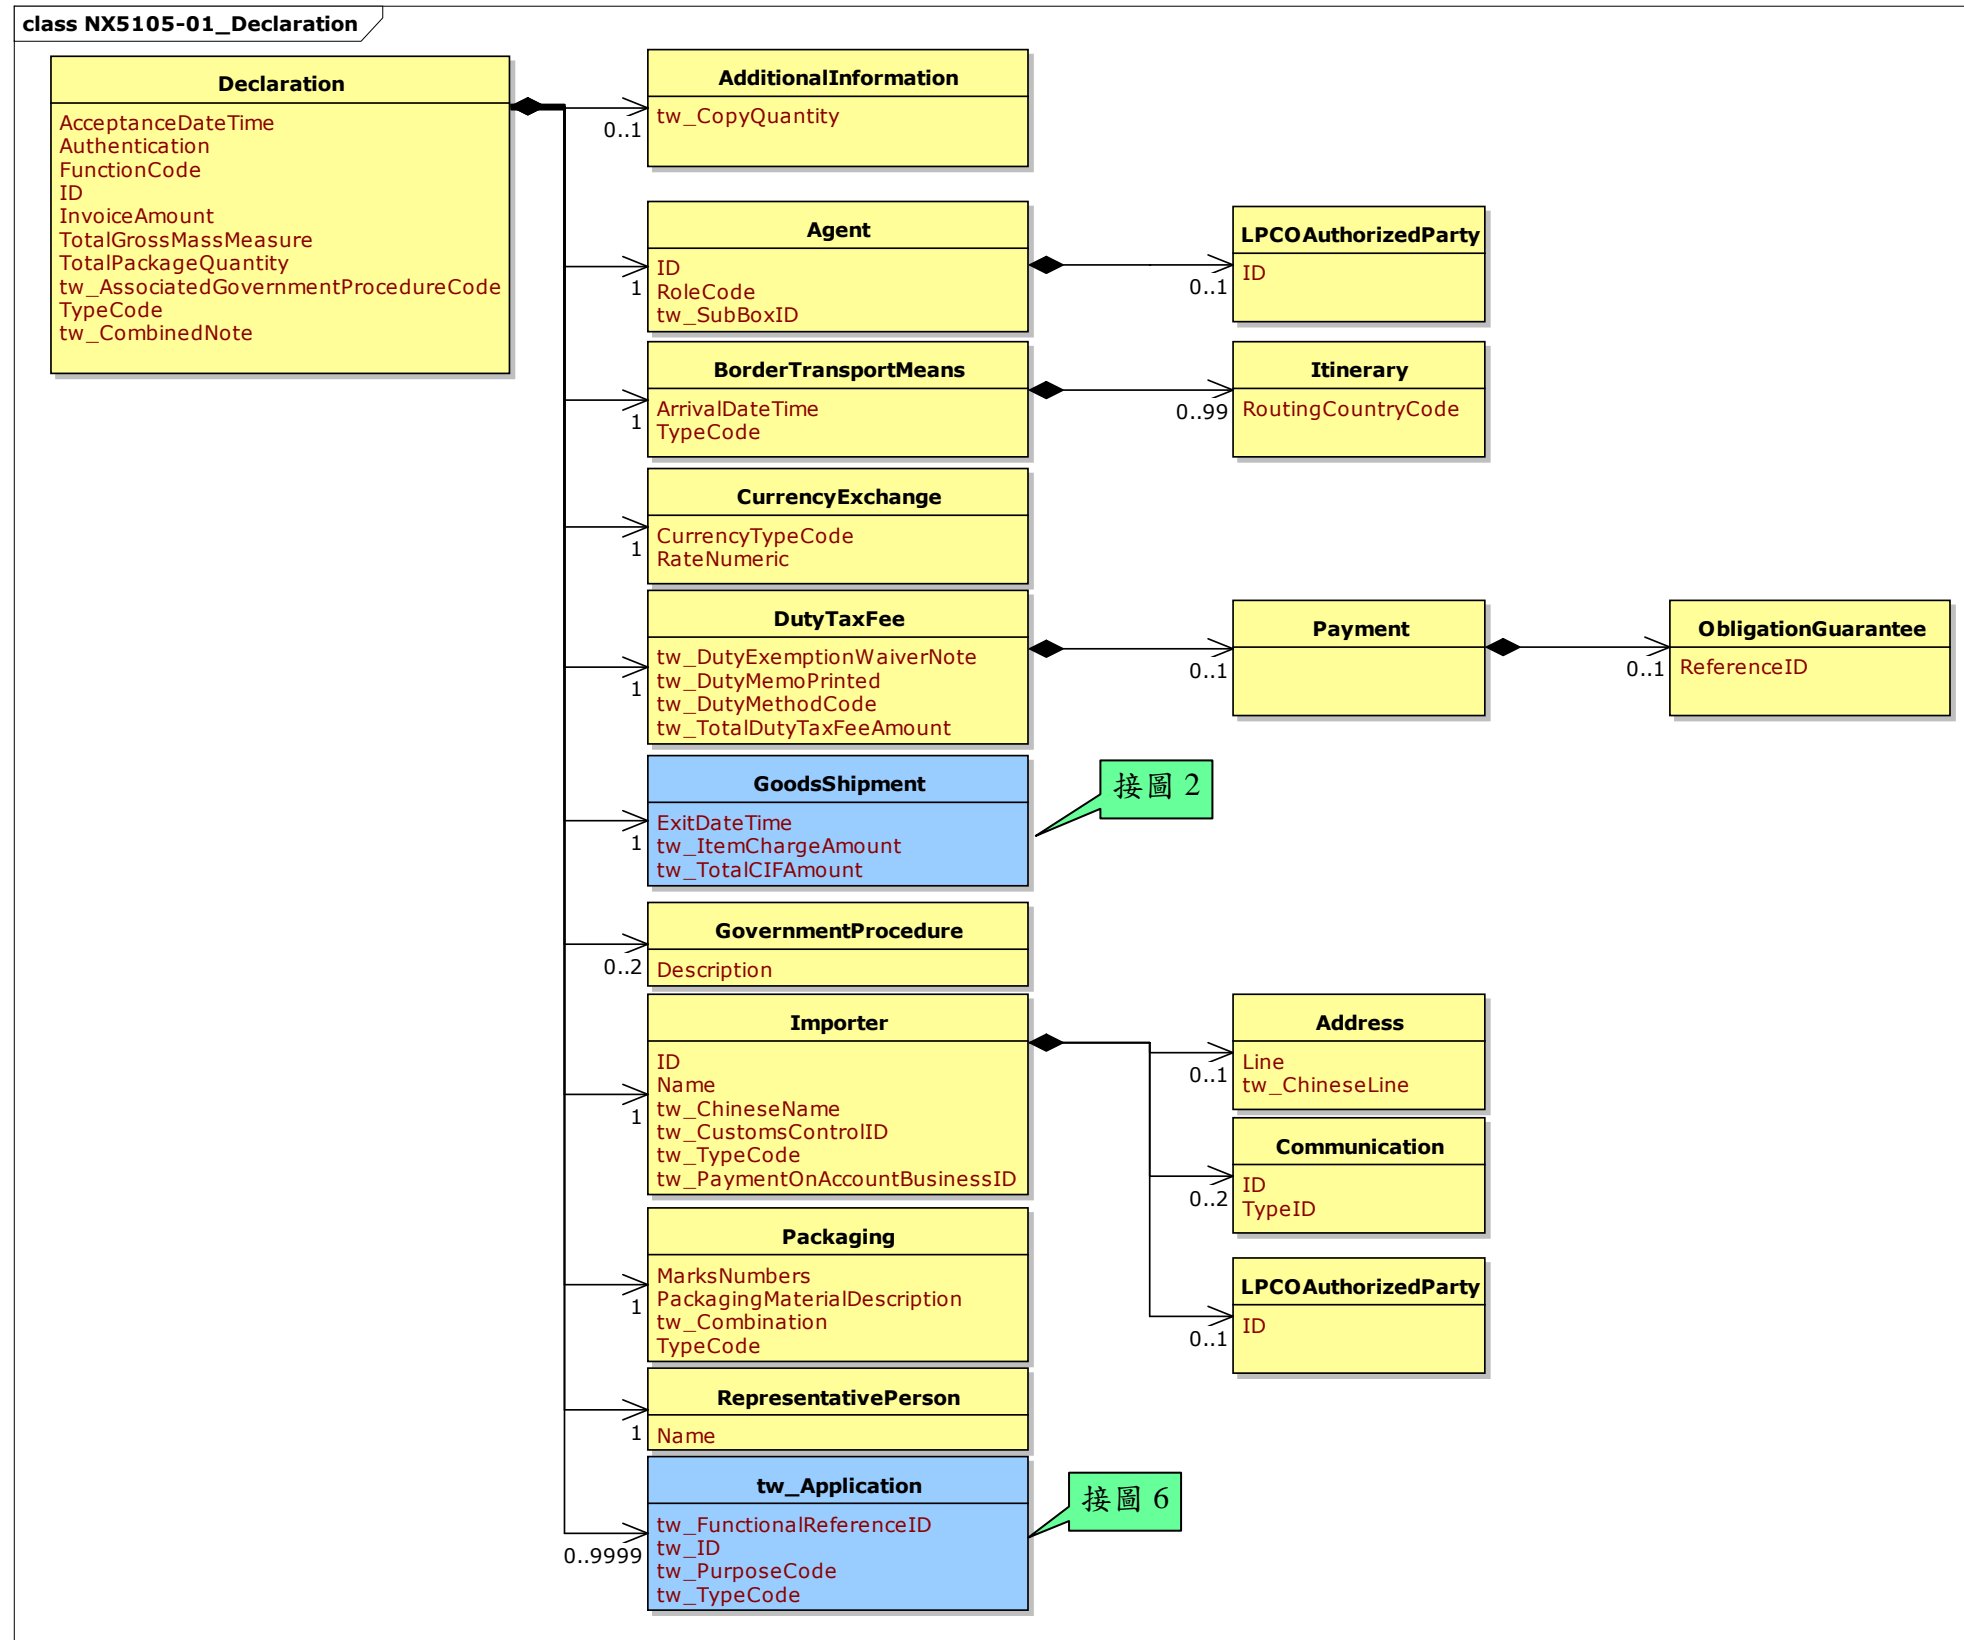 class NX5105-01_Declaration
Declaration
AcceptanceDateTime
Authentication
FunctionCode
ID
InvoiceAmount
TotalGrossMassMeasure
TotalPackageQuantity
tw_AssociatedGovernmentProcedureCode
TypeCode
tw_CombinedNote
AdditionalInformation
tw_CopyQuantity
0..1
Agent
ID
RoleCode
tw_SubBoxID
1
LPCOAuthorizedParty
ID
0..1
BorderTransportMeans
ArrivalDateTime
TypeCode
1
Itinerary
RoutingCountryCode
0..99
CurrencyExchange
CurrencyTypeCode
RateNumeric
1
DutyTaxFee
tw_DutyExemptionWaiverNote
tw_DutyMemoPrinted
tw_DutyMethodCode
tw_TotalDutyTaxFeeAmount
1
Payment
0..1
ObligationGuarantee
ReferenceID
0..1
GoodsShipment
ExitDateTime
tw_ItemChargeAmount
tw_TotalCIFAmount
1
接圖 2
GovernmentProcedure
Description
0..2
Importer
ID
Name
tw_ChineseName
tw_CustomsControlID
tw_TypeCode
tw_PaymentOnAccountBusinessID
1
Address
Line
tw_ChineseLine
0..1
Communication
ID
TypeID
0..2
LPCOAuthorizedParty
ID
0..1
Packaging
MarksNumbers
PackagingMaterialDescription
tw_Combination
TypeCode
1
RepresentativePerson
Name
1
tw_Application
tw_FunctionalReferenceID
tw_ID
tw_PurposeCode
tw_TypeCode
0..9999
接圖 6